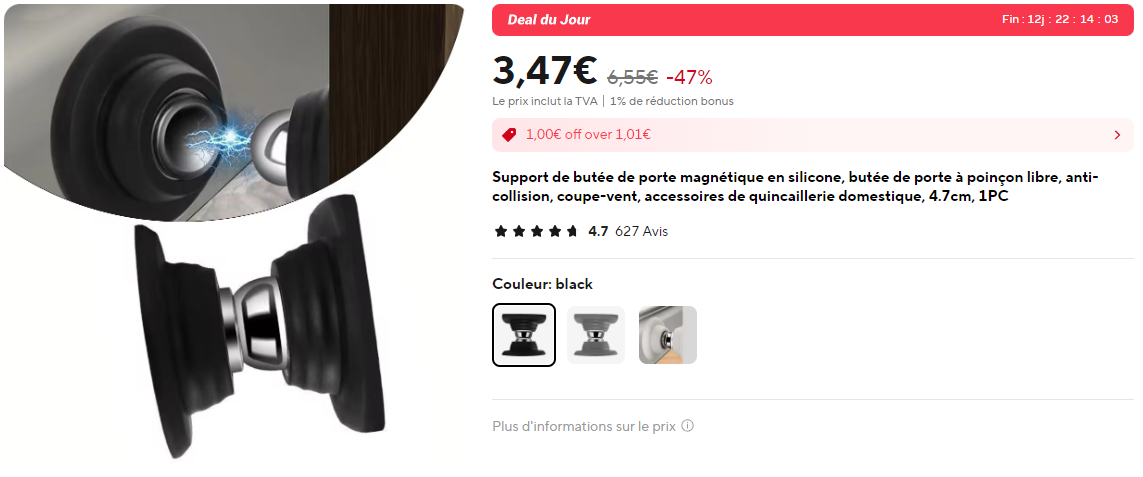 Deal du Jour
Fin : 12j : 22 : 14 : 03
3,47€ 6,55€ -47%
Le prix inclut la TVA | 1% de réduction bonus
1,00€ off over 1,01€
Support de butée de porte magnétique en silicone, butée de porte à poinçon libre, anti-
collision, coupe-vent, accessoires de quincaillerie domestique, 4.7cm, 1PC
4.7 627 Avis
Couleur: black
Plus d'informations sur le prix